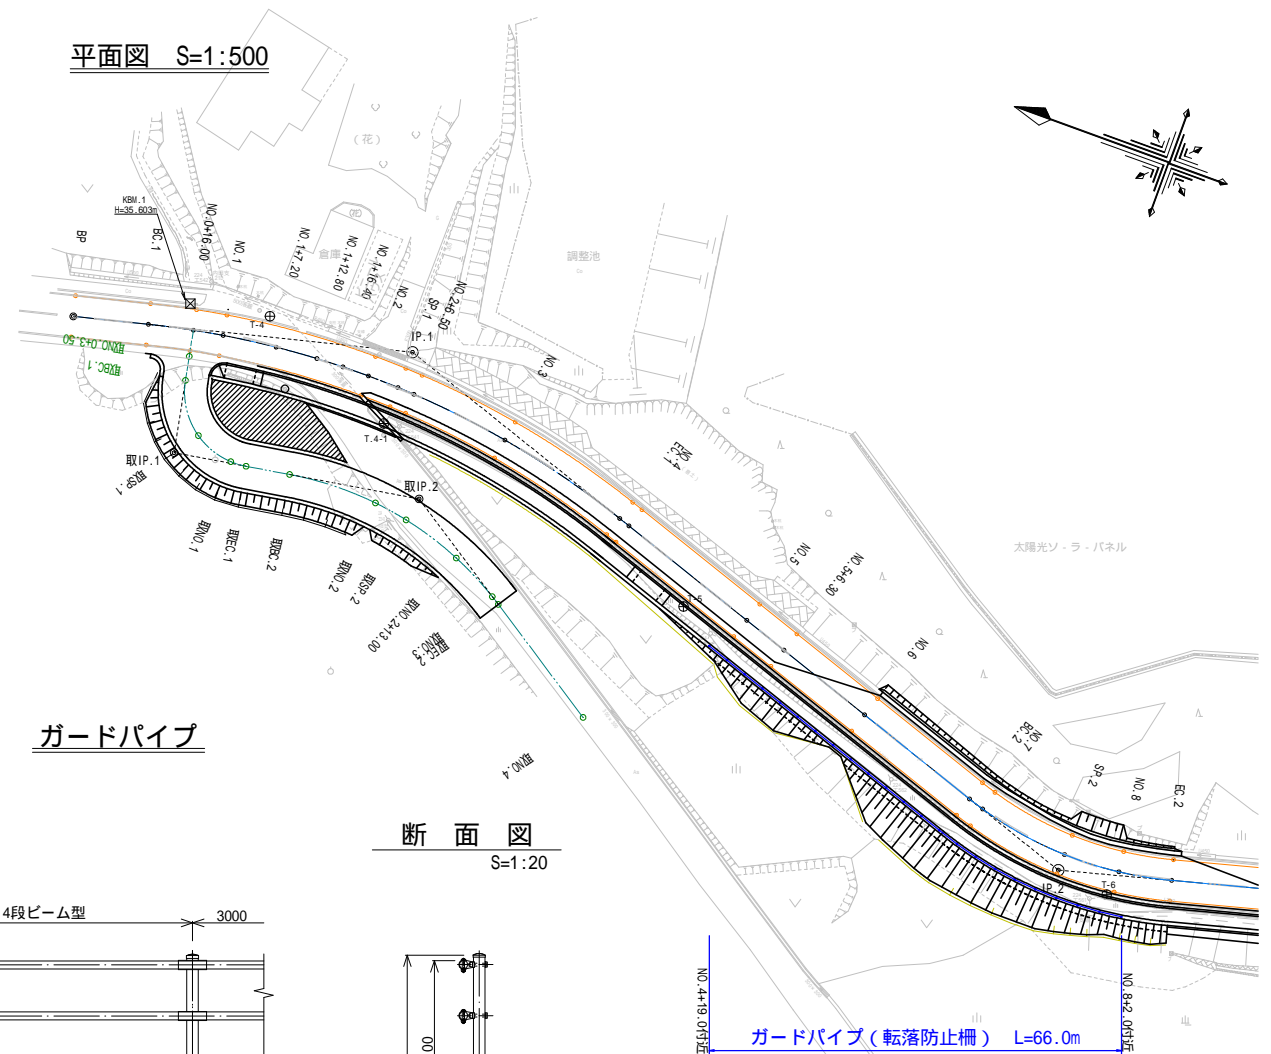 平面図 S=1:500
(花)
KBM.1
H=35.603m
BP
BC.1
NO.0+16.00
NO.1
NO.1+7.20
倉庫
(花)
NO.1+12.80
NO.1+16.40
NO.2
SP.1
NO.2+6.50
調整池
T-4
IP.1
取NO.0+3.50
取BC.1
NO.3
T.4-1
NO.4
EC.1
取IP.1
取SP.1
取IP.2
取NO.1
取EC.1
取BC.2
取NO.2
取SP.2
取NO.2+13.00
取NO.3
取EC.2
T-5
NO.5
NO.5+6.30
太陽光ソ-ラ-パネル
NO.6
NO.7
BC.2
SP.2
NO.8
EC.2
ガードパイプ
取NO.4
断面図
S=1:20
IP.2
T-6
4段ビーム型
3000
00
NO.4+19.0付近
NO.8+2.0付近
ガードパイプ(転落防止柵) L=66.0m